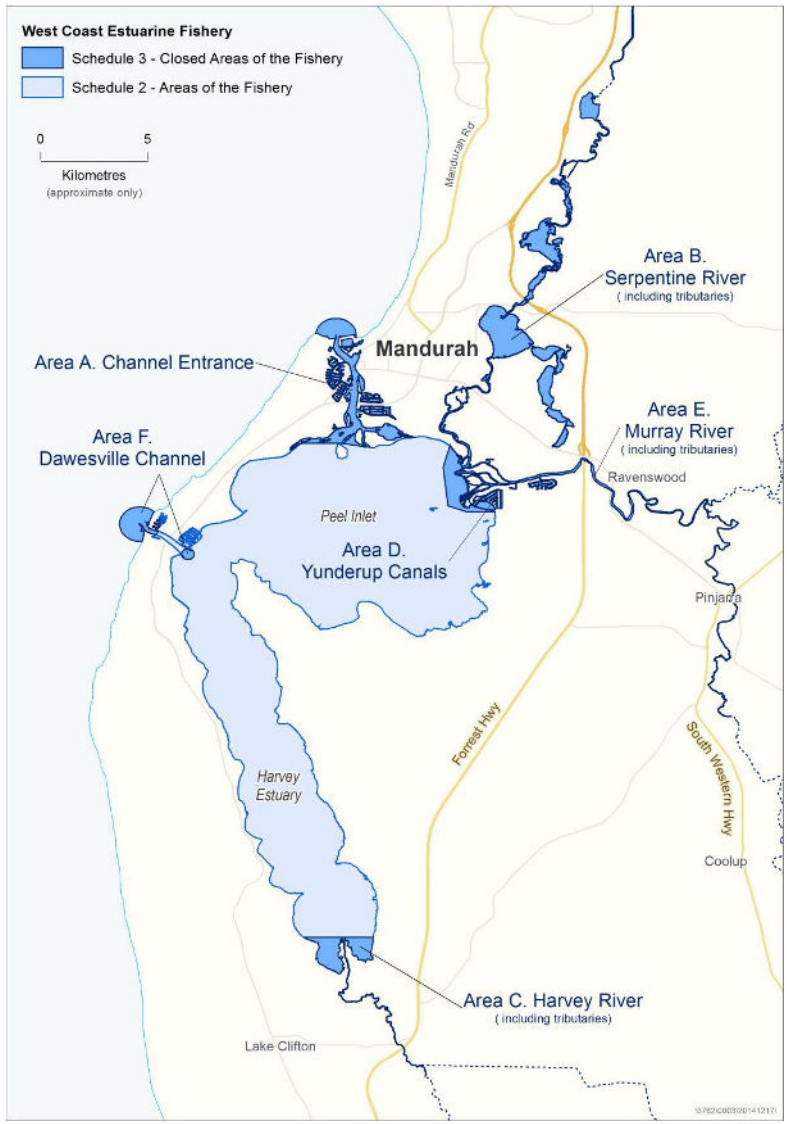 West Coast Estuarine Fishery
Schedule 3 - Closed Areas of the Fishery
Schedule 2 - Areas of the Fishery
0 5
Kilometres
(approximate only)
Mandurah Rd
Area B.
Serpentine River
( including tributaries)
Mandurah
Area A. Channel Entrance
Area E.
Murray River
( including tributaries)
Area F.
Dawesville Channel
Ravenswood
Peel Inlet
Area D.
Yunderup Canals
Pinjarra
Forrest Hwy
South Western Hwy
Harvey
Estuary
Coolup
Area C. Harvey River
( including tributaries)
Lake Clifton